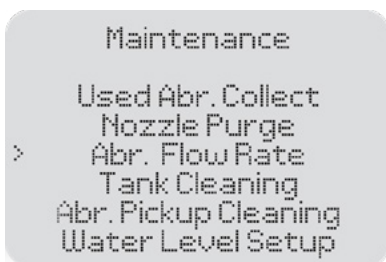 Maintenance
Used Abr. Collect
Nozzle Purge
> Abr. Flow Rate
Tank Cleaning
Abr. Pickup Cleaning
Water Level Setup